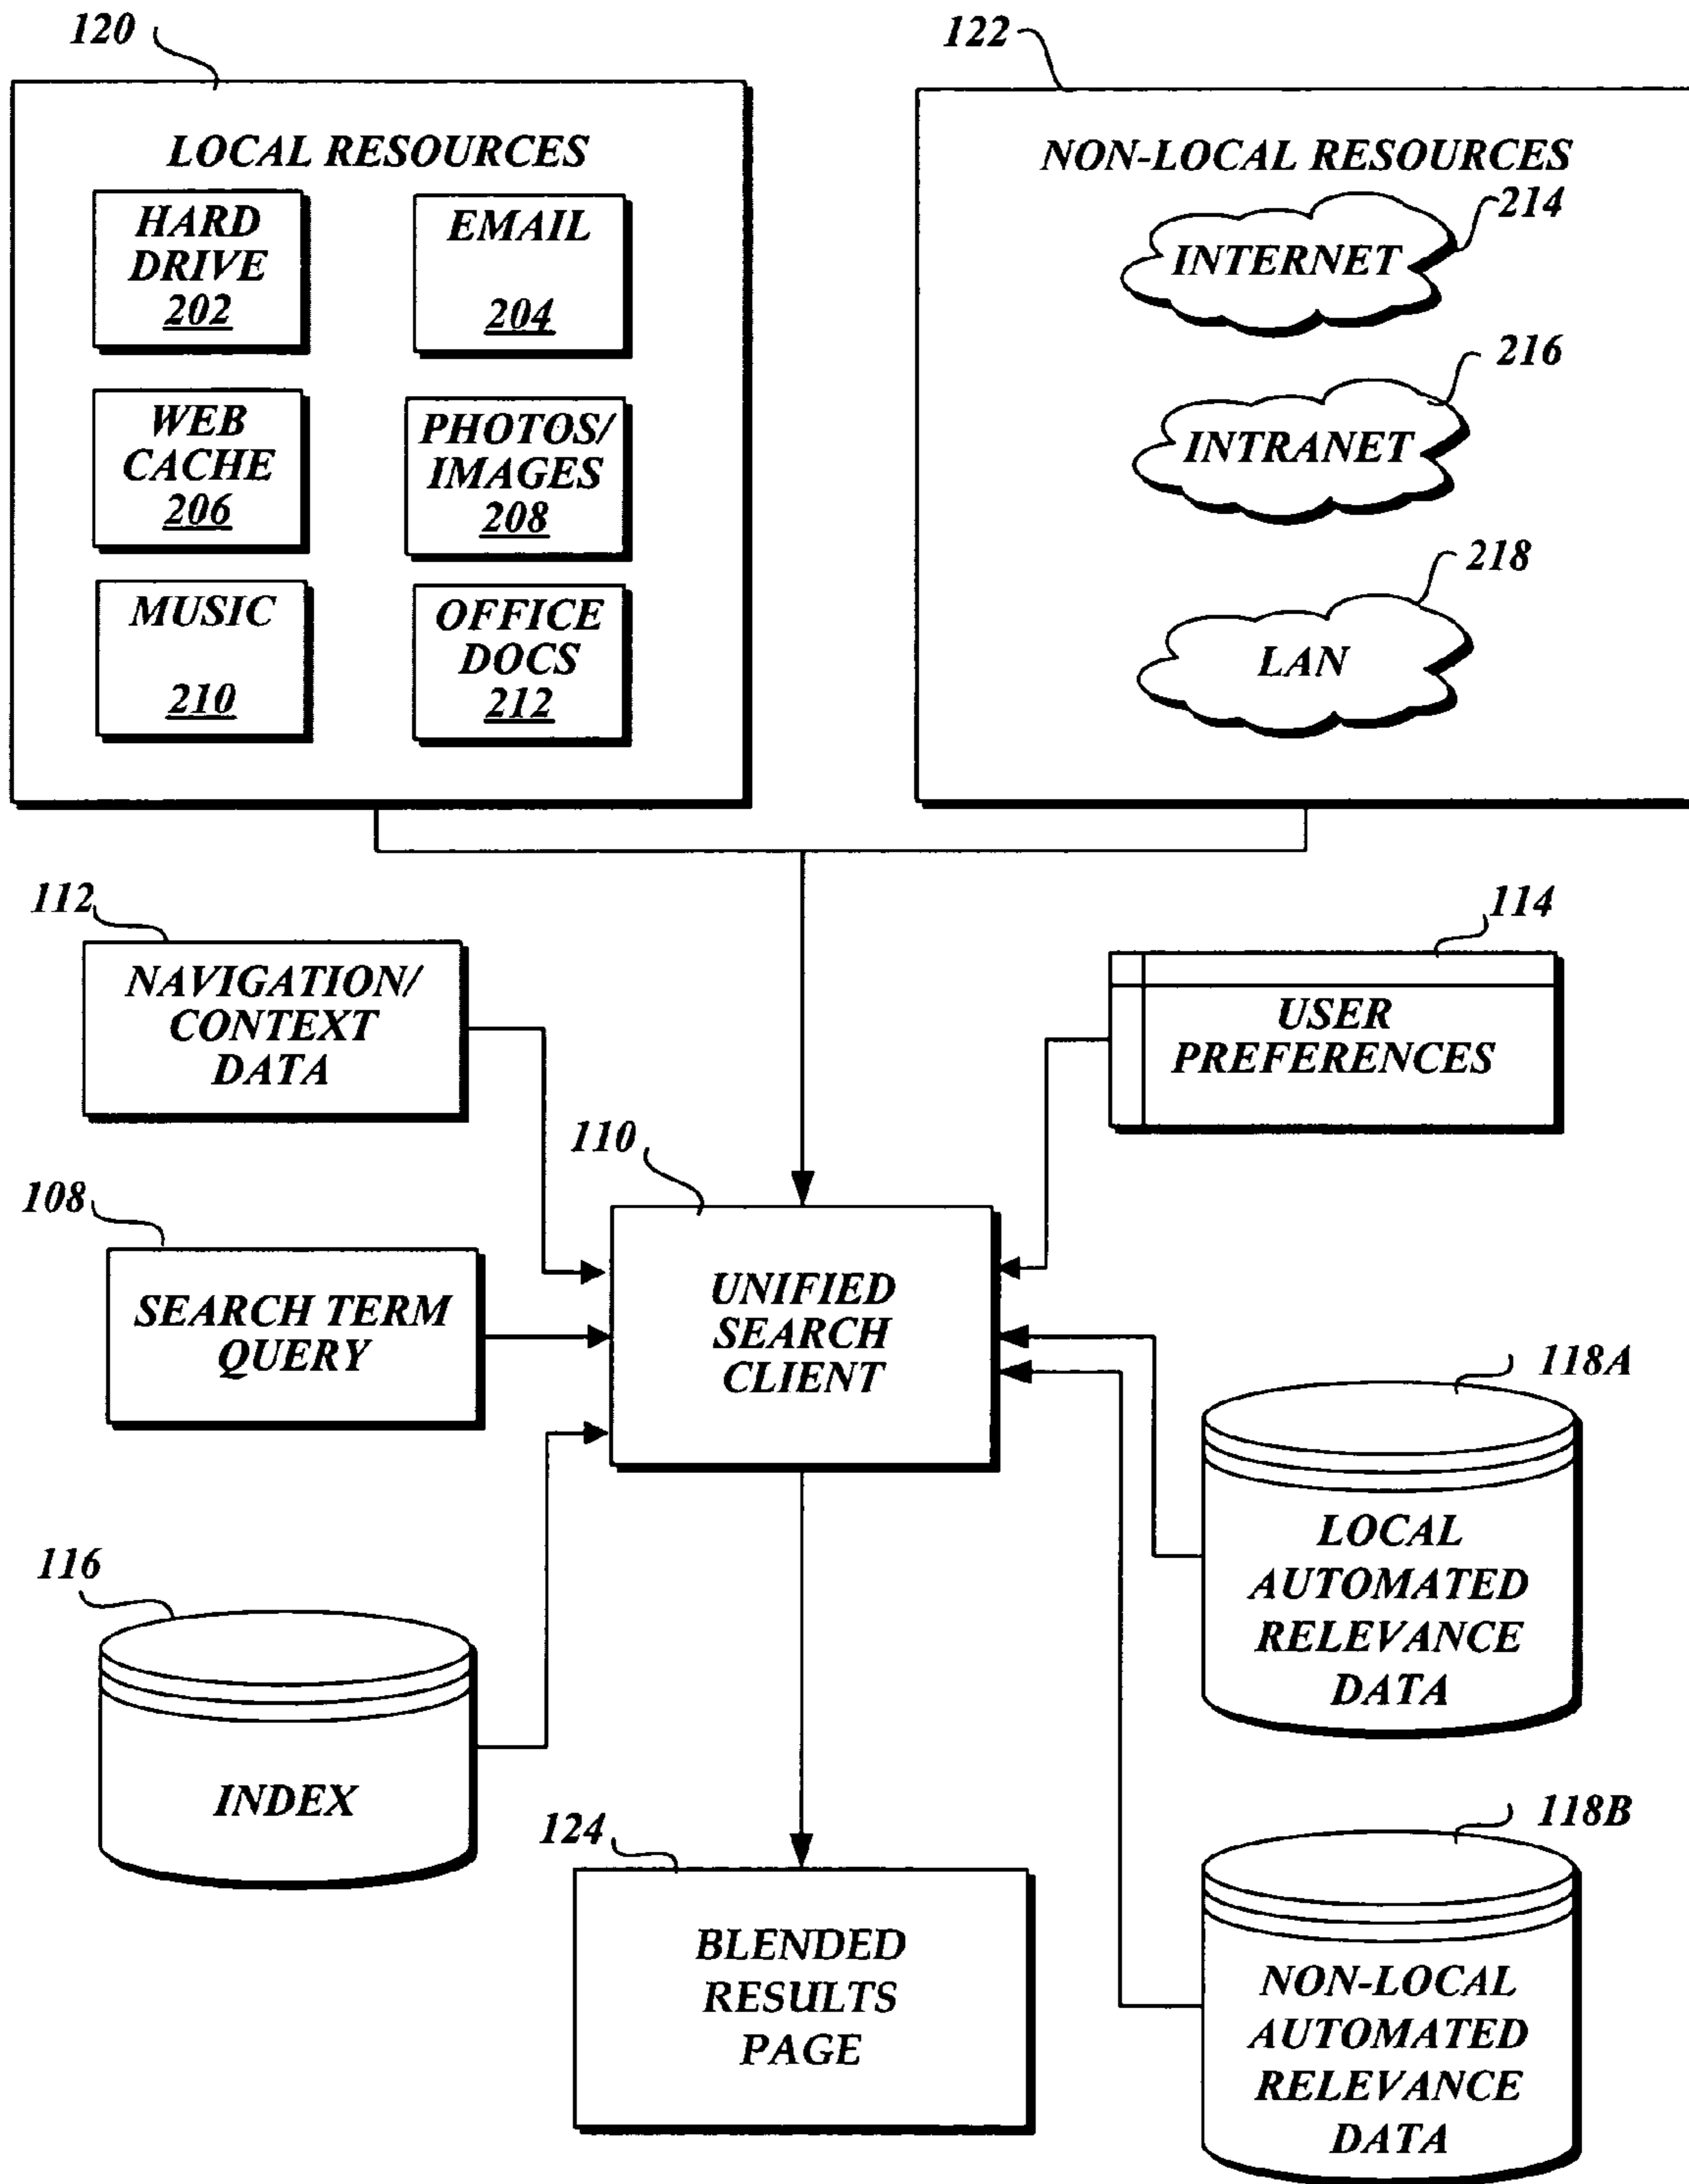 120
122
LOCAL RESOURCES
HARD
DRIVE
202
EMAIL
204
WEB
CACHE
206
PHOTOS/
IMAGES
208
MUSIC
210
OFFICE
DOCS
212
NON-LOCAL RESOURCES
214
INTERNET
216
INTRANET
218
LAN
112
NAVIGATION/
CONTEXT
DATA
114
USER
PREFERENCES
110
108
SEARCH TERM
QUERY
UNIFIED
SEARCH
CLIENT
118A
LOCAL
AUTOMATED
RELEVANCE
DATA
116
INDEX
124
BLENDED
RESULTS
PAGE
118B
NON-LOCAL
AUTOMATED
RELEVANCE
DATA